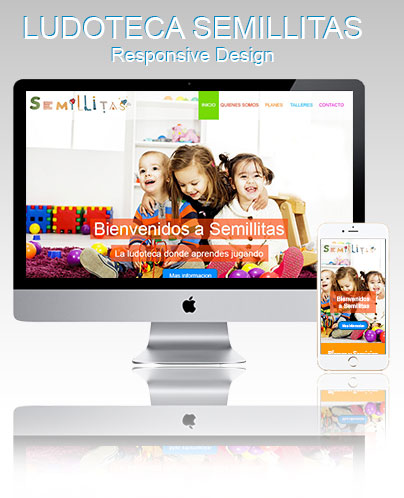 LUDOTECA SEMILLITAS
Responsive Design
SEMILLITAS
INICIO QUIENES SOMOS PLANES TALLERES CONTACTO
Bienvenidos a Semillitas
La ludoteca donde aprendes jugando
Mas informacion
SEMILLITAS
Bienvenidos
a Semillitas
Mas informacion